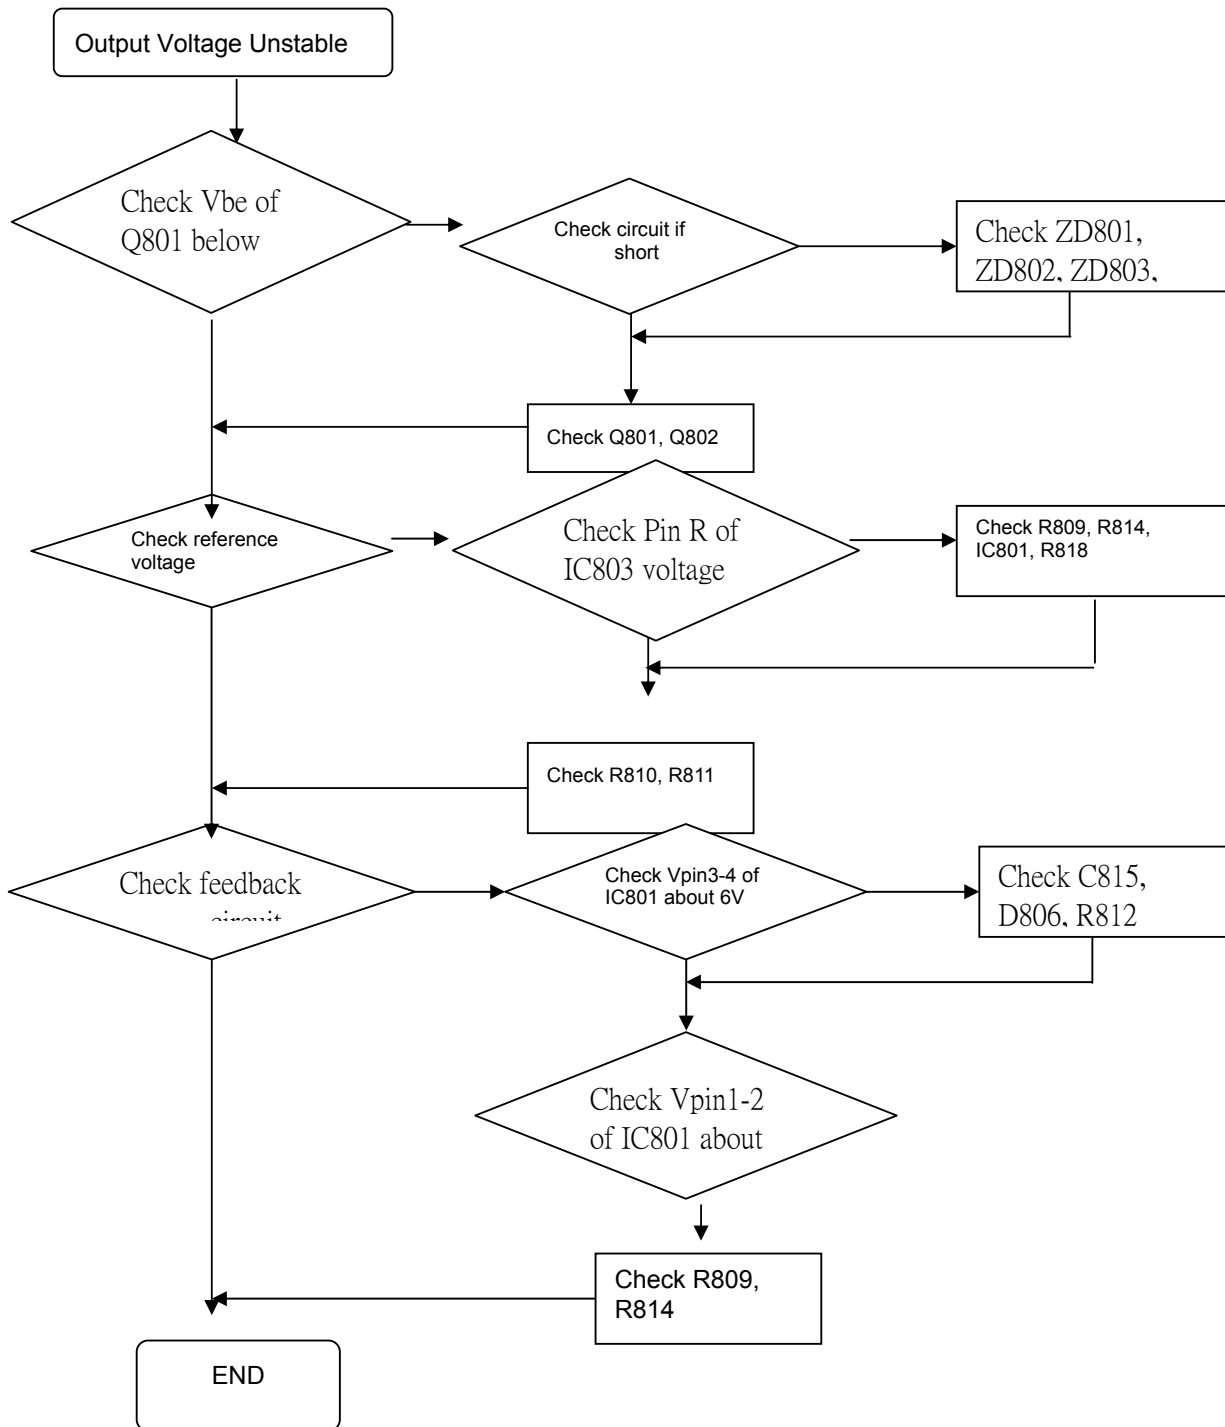 Output Voltage Unstable
Check Vbe of
Q801 below
Check circuit if
short
Check ZD801,
ZD802, ZD803,
Check Q801, Q802
Check reference
voltage
Check Pin R of
IC803 voltage
Check R809, R814,
IC801, R818
Check R810, R811
Check feedback
circuit
Check Vpin3-4 of
IC801 about 6V
Check C815,
D806, R812
Check Vpin1-2
of IC801 about
Check R809,
R814
END